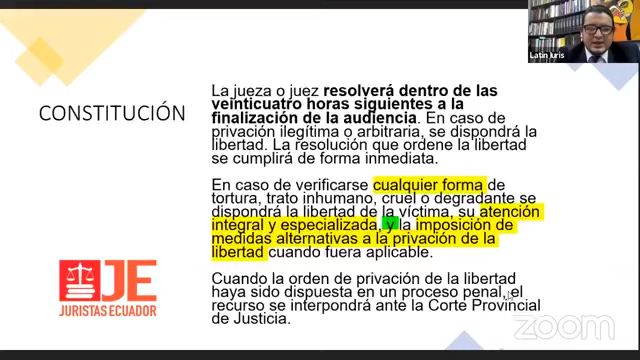 Latin Iuris
CONSTITUCIÓN
La jueza o juez resolverá dentro de las
veinticuatro horas siguientes a la
finalización de la audiencia. En caso de
privación ilegítima o arbitraria, se dispondrá la
libertad. La resolución que ordene la libertad
se cumplirá de forma inmediata.
En caso de verificarse cualquier forma de
tortura, trato inhumano, cruel o degradante se
dispondrá la libertad de la víctima, su atención
integral y especializada, y la imposición de
medidas alternativas a la privación de la
libertad cuando fuera aplicable.
Cuando la orden de privación de la libertad
haya sido dispuesta en un proceso penal, el
recurso se interpondrá ante la Corte Provincial
de Justicia.
JE
JURISTAS ECUADOR
zoom